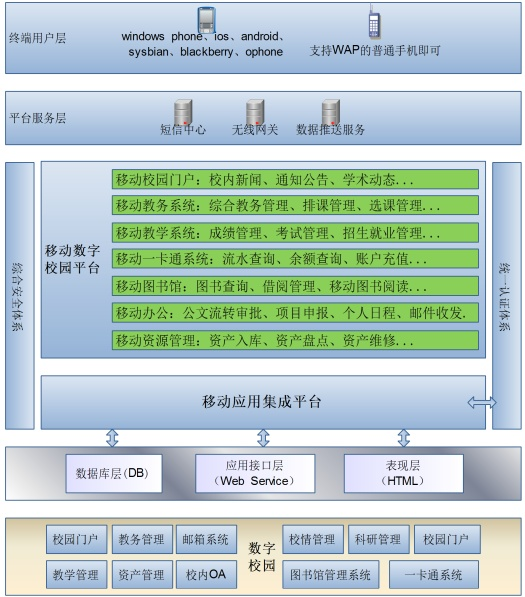 终端用户层
windows phone、ios、android、
sysbian、blackberry、ophone
支持WAP的普通手机即可
平台服务层
短信中心
无线网关
数据推送服务
综合安全体系
移动数字
校园平台
移动校园门户：校内新闻、通知公告、学术动态...
移动教务系统：综合教务管理、排课管理、选课管理...
移动教学系统：成绩管理、考试管理、招生就业管理...
移动一卡通系统：流水查询、余额查询、账户充值...
移动图书馆：图书查询、借阅管理、移动图书阅读...
移动办公：公文流转审批、项目申报、个人日程、邮件收发.
移动资源管理：资产入库、资产盘点、资产维修...
统一认证体系
移动应用集成平台
数据库层(DB)
应用接口层
（Web Service）
表现层
（HTML）
校园门户
教务管理
邮箱系统
数字
校园
校情管理
科研管理
校园门户
教学管理
资产管理
校内OA
图书馆管理系统
一卡通系统